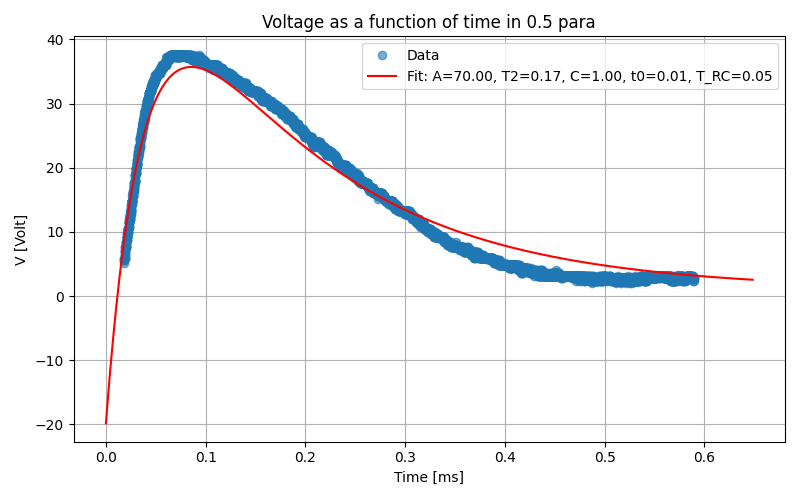 Voltage as a function of time in 0.5 para
Data
Fit: A=70.00, T2=0.17, C=1.00, t0=0.01, T_RC=0.05
V [Volt]
40
30
20
10
0
−10
−20
0.0 0.1 0.2 0.3 0.4 0.5 0.6
Time [ms]